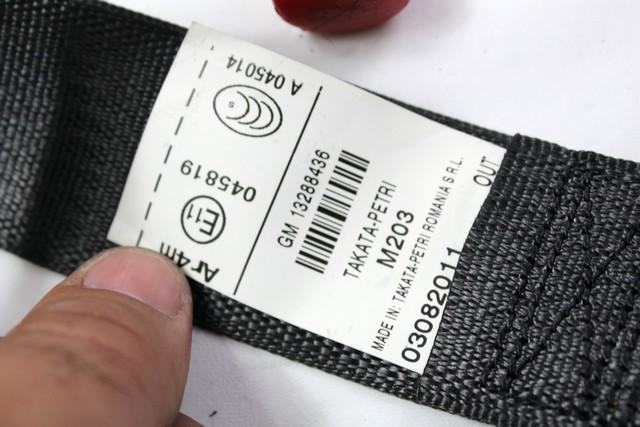 A 045014
S
045819
E11
Ar4m
GM 13288436
TAKATA-PETRI
M203
MADE IN: TAKATA-PETRI ROMANIA S R.L.
03082011
OUT